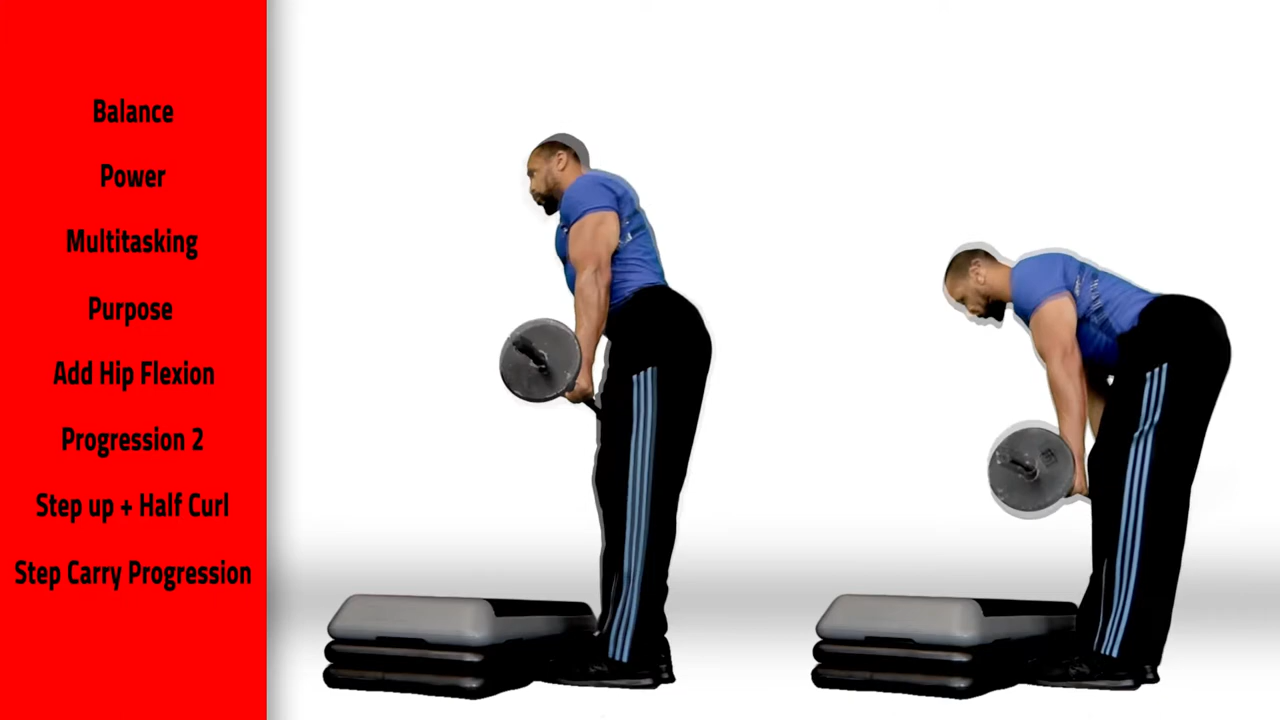 Balance
Power
Multitasking
Purpose
Add Hip Flexion
Progression 2
Step up + Half Curl
Step Carry Progression